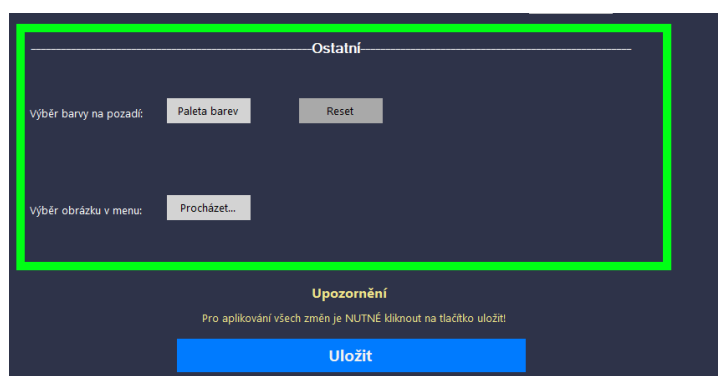 Ostatní
Výběr barvy na pozadí: Paleta barev Reset
Výběr obrázku v menu: Procházet...
Upozornění
Pro aplikování všech změn je NUTNÉ kliknout na tlačítko uložit!
Uložit